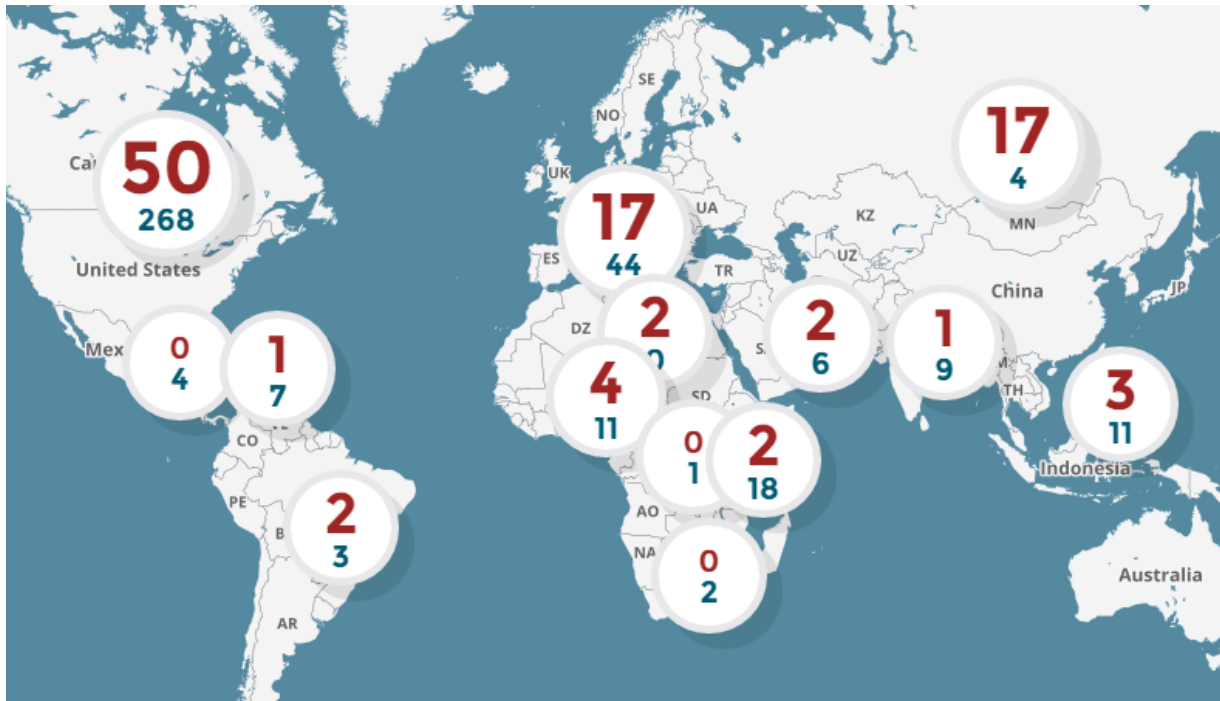 SE
NO
UK
Ca
50
268
17
4
17
44
UA
KZ
MN
ES
TR
UZ
United States
China
JP
DZ
2
0
2
6
1
9
Mex
0
4
1
7
4
11
SD
TH
3
11
CO
0
1
2
18
Indonesia
PE
2
3
AO
NA
0
2
Australia
AR